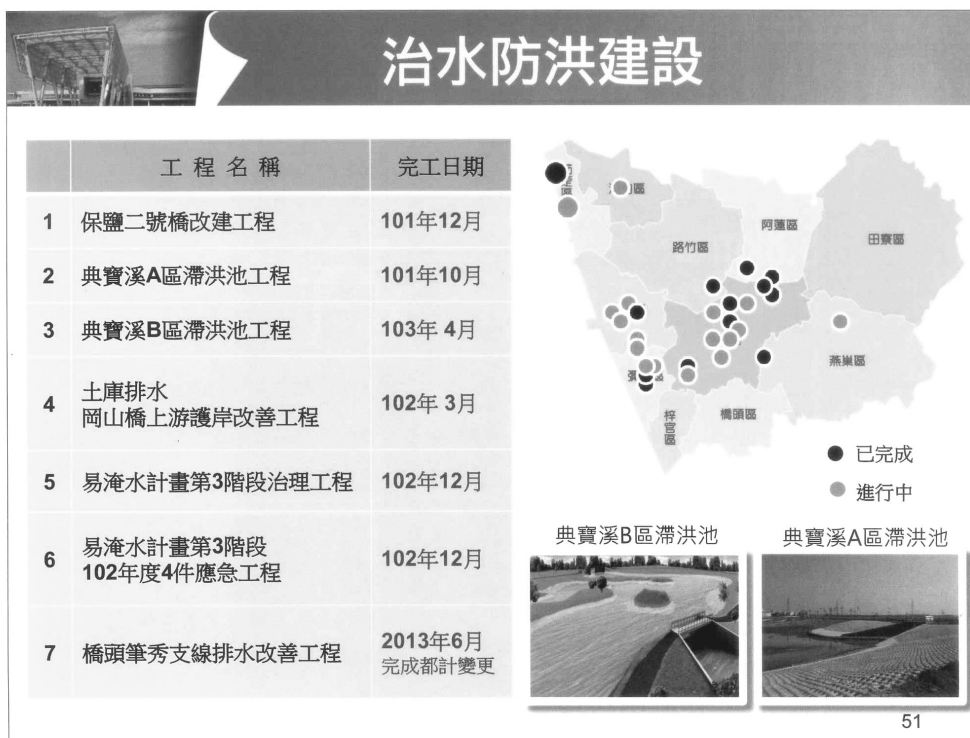 治水防洪建設
工程名稱 完工日期
1 保鹽二號橋改建工程 101年12月
2 典寶溪A區滯洪池工程 101年10月
3 典寶溪B區滯洪池工程 103年 4月
4 土庫排水
岡山橋上游護岸改善工程 102年 3月
5 易淹水計畫第3階段治理工程 102年12月
6 易淹水計畫第3階段
102年度4件應急工程 102年12月
7 橋頭筆秀支線排水改善工程 2013年6月
完成都計變更
阿蓮區
田寮區
路竹區
燕巢區
橋頭區
梓官區
已完成
進行中
典寶溪B區滯洪池
典寶溪A區滯洪池
51